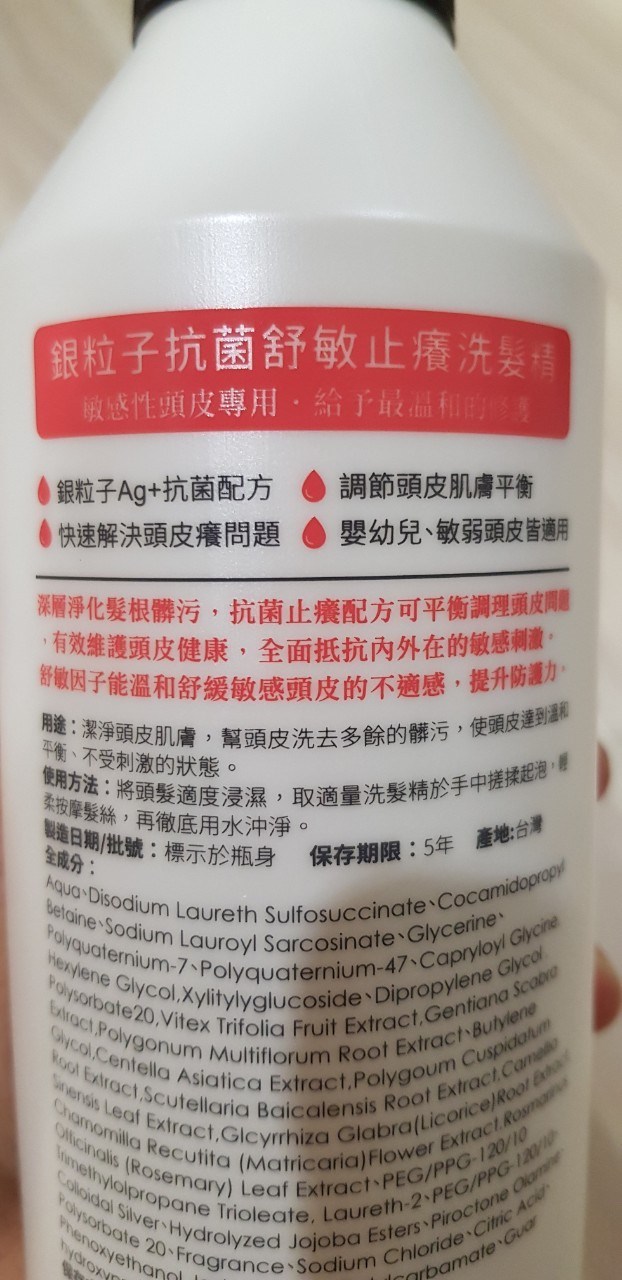 銀粒子抗菌舒敏止癢洗髮精
敏感性頭皮專用・給予最溫和的修護
銀粒子Ag+抗菌配方 調節頭皮肌膚平衡
快速解決頭皮癢問題 嬰幼兒、敏弱頭皮皆適用
深層淨化髮根髒污，抗菌止癢配方可平衡調理頭皮問題
，有效維護頭皮健康，全面抵抗內外在的敏感刺激。
舒敏因子能溫和舒緩敏感頭皮的不適感，提升防護力。
用途：潔淨頭皮肌膚，幫頭皮洗去多餘的髒污，使頭皮達到溫和
平衡、不受刺激的狀態。
使用方法：將頭髮適度浸濕，取適量洗髮精於手中搓揉起泡，輕
柔按摩髮絲，再徹底用水沖淨。
製造日期/批號：標示於瓶身 保存期限：5年 產地:台灣
全成分：
Aqua、Disodium Laureth Sulfosuccinate、Cocamidopropyl
Betaine、Sodium Lauroyl Sarcosinate、Glycerine、
Polyquaternium-7、Polyquaternium-47、Capryloyl Glycine,
Hexylene Glycol,Xylitylyglucoside、Dipropylene Glycol,
Polysorbate20,Vitex Trifolia Fruit Extract,Gentiana Scabra
Extract,Polygonum Multiflorum Root Extract、Butylene
Glycol,Centella Asiatica Extract,Polygoum Cuspidatum
Root Extract,Scutellaria Baicalensis Root Extract,Camellia
Sinensis Leaf Extract,Glcyrrhiza Glabra(Licorice)Root Extract,
Chamomilla Recutita (Matricaria)Flower Extract,Rosmarinus
Officinalis (Rosemary) Leaf Extract、PEG/PPG-120/10
Trimethylolpropane Trioleate, Laureth-2、PEG/PPG-120/10
Colloidal Silver、Hydrolyzed Jojoba Esters、Piroctone Olamine
Polysorbate 20、Fragrance、Sodium Chloride、Citric Acid、
Phenoxyethanol、 Guar